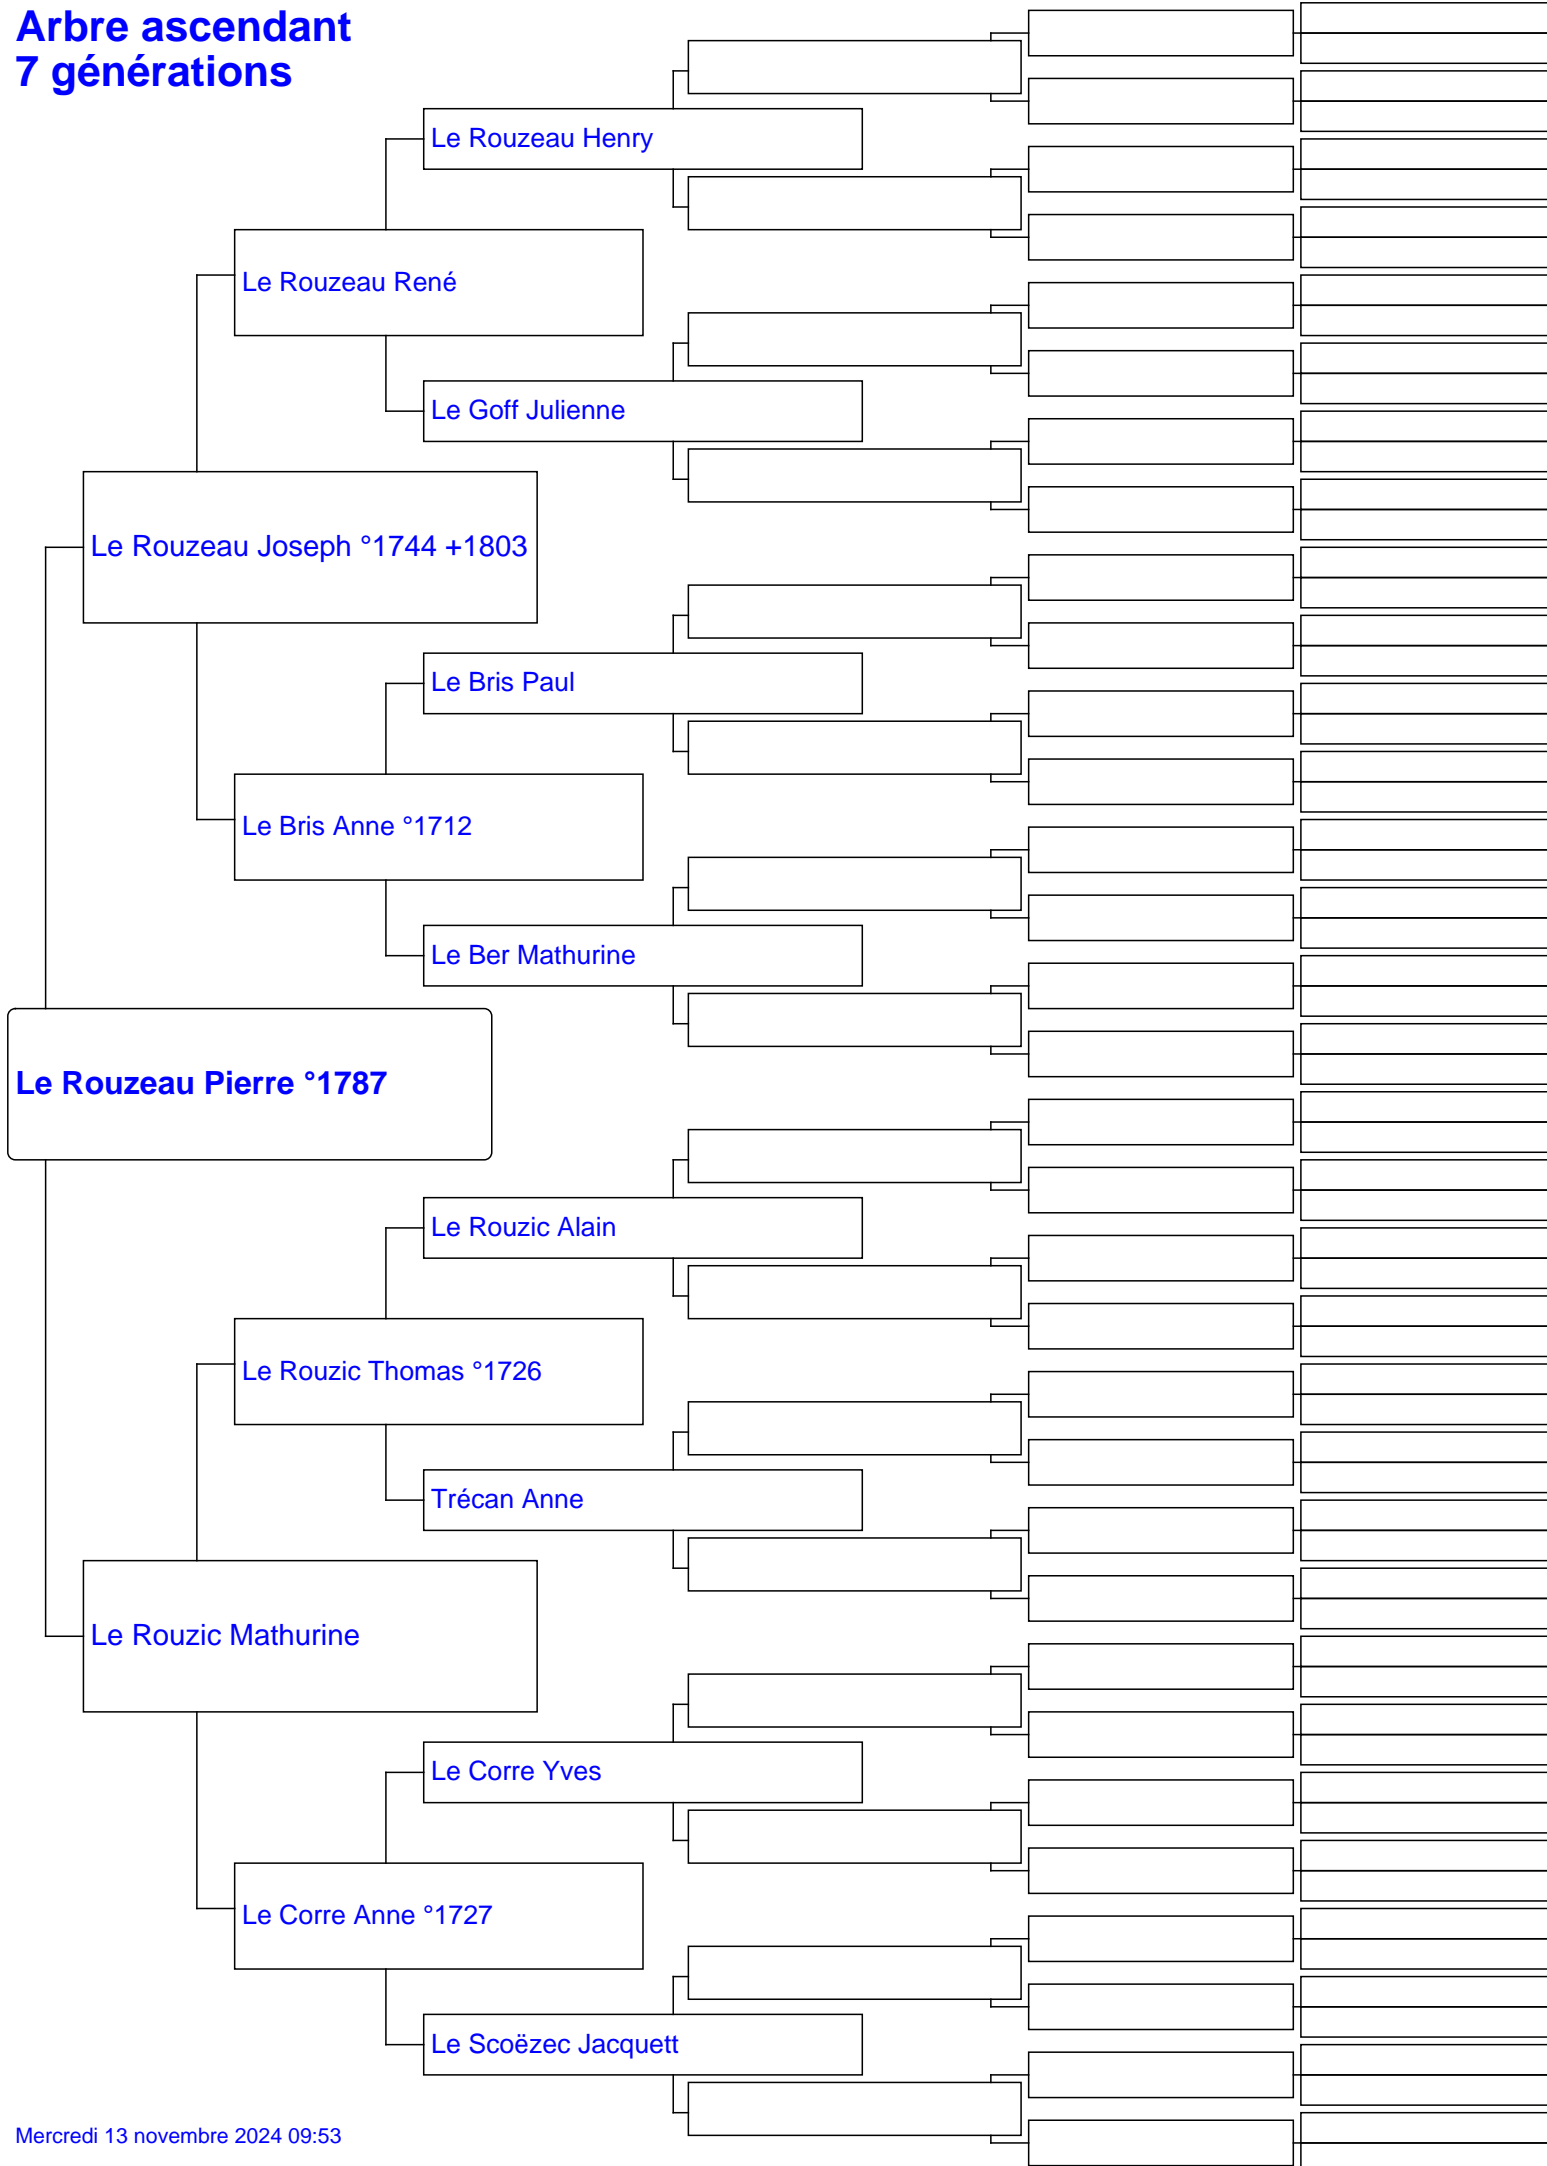 Arbre ascendant
7 générations
Le Rouzeau Henry
Le Rouzeau René
Le Goff Julienne
Le Rouzeau Joseph °1744 +1803
Le Bris Paul
Le Bris Anne °1712
Le Ber Mathurine
Le Rouzeau Pierre °1787
Le Rouzic Alain
Le Rouzic Thomas °1726
Trécan Anne
Le Rouzic Mathurine
Le Corre Yves
Le Corre Anne °1727
Le Scoëzec Jacquett
Mercredi 13 novembre 2024 09:53